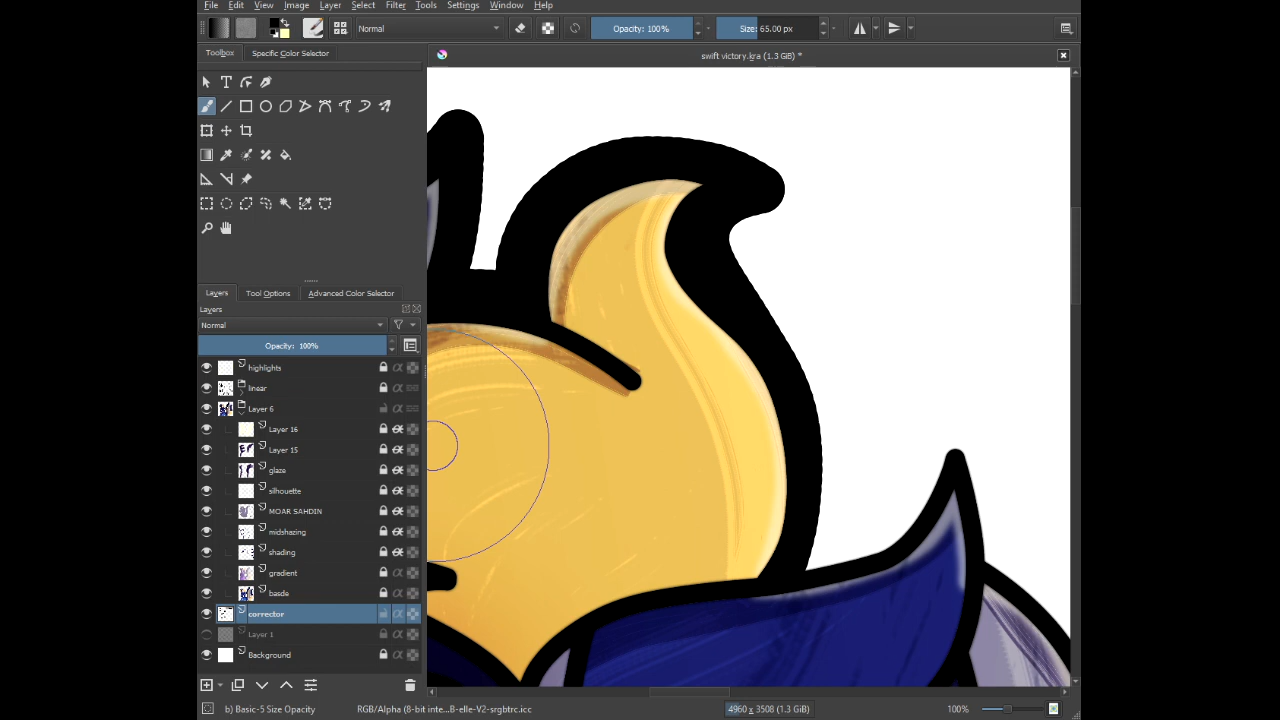 File Edit View Image Layer Select Filter Tools Settings Window Help
Normal Opacity: 100% Size: 65.00 px
Toolbox Specific Color Selector
swift victory.kra (1.3 GiB) *
Layers Tool Options Advanced Color Selector
Layers
Normal
Opacity: 100%
highlights
linear
Layer 6
Layer 16
Layer 15
glaze
silhouette
MOAR SAHDIN
midshazing
shading
gradient
basde
corrector
Layer 1
Background
b) Basic-5 Size Opacity RGB/Alpha (8-bit inte...B-elle-V2-srgbtrc.icc 4960 x 3508 (1.3 GiB) 100%